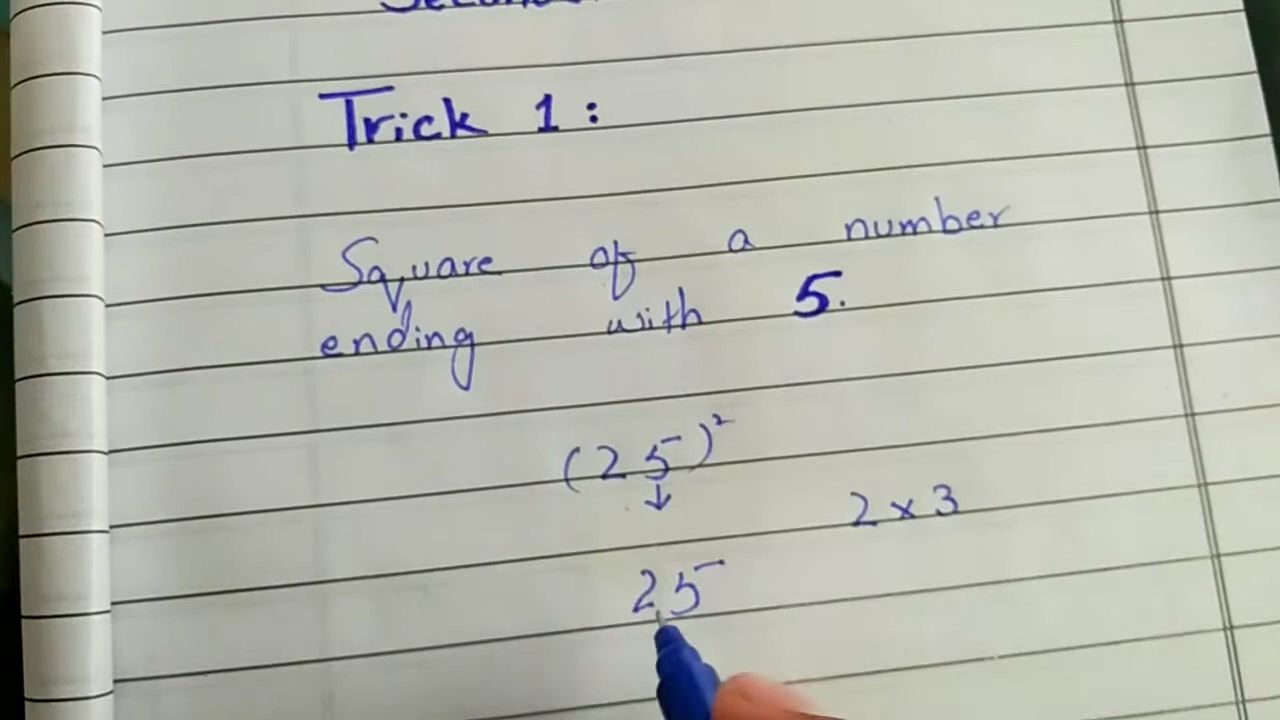 Trick 1:
Square of a number
ending with 5.
(25)²
↓
2 x 3
25